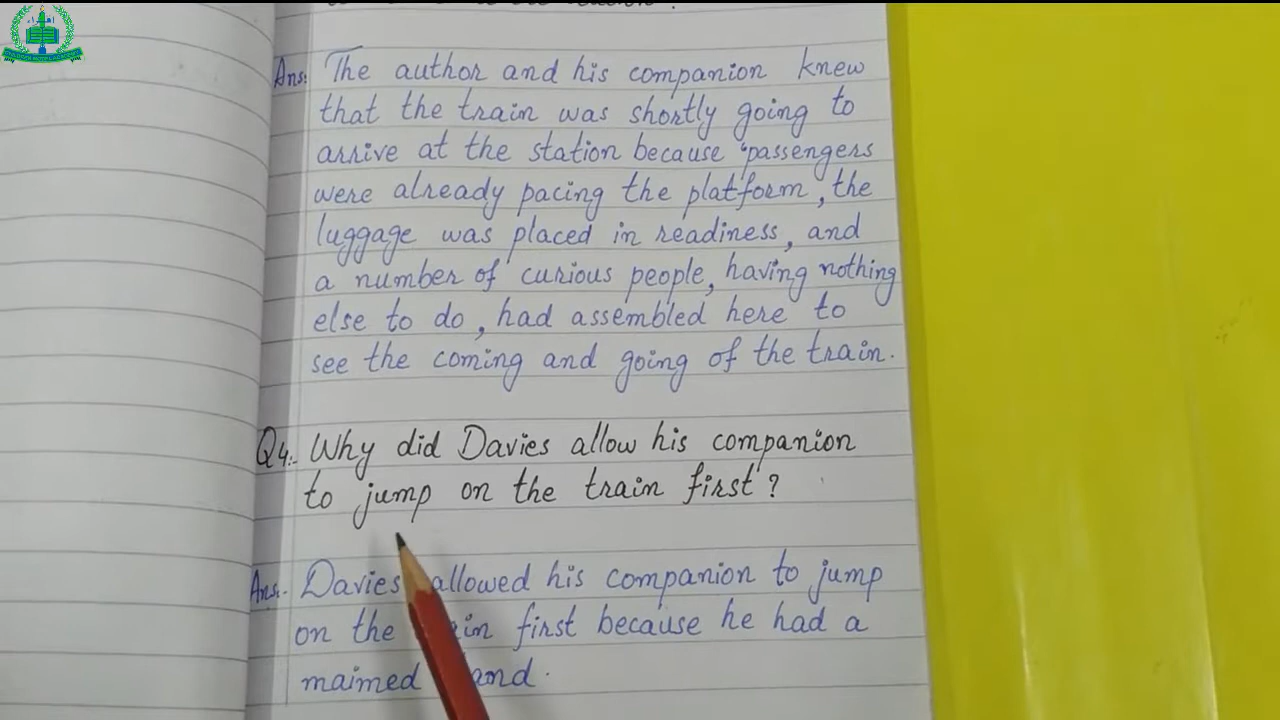 Ans: The author and his companion knew
that the train was shortly going to
arrive at the station because "passengers
were already pacing the platform, the
luggage was placed in readiness, and
a number of curious people, having nothing
else to do, had assembled here to
see the coming and going of the train.
Q4:- Why did Davies allow his companion
to jump on the train first?
Ans:- Davies allowed his companion to jump
on the first because he had a
maimed